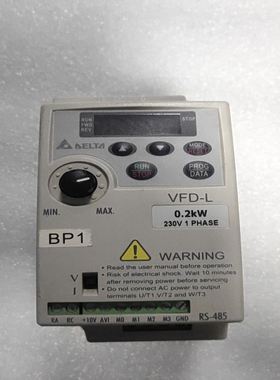 RUN
FWD
REV
STOP
DELTA
MODE
RESET
RUN
STOP
PROG
DATA
MIN.
MAX.
VFD-L
0.2kW
230V 1 PHASE
BP1
WARNING
• Read the user manual before operation
• Risk of electrical shock. Wait 10 minutes
after removing power before servicing
• Do not connect AC power to output
terminals U/T1,V/T2 and W/T3
V
I
RA RC +10V AVI M0 M1 M2 M3 GND
RS-485